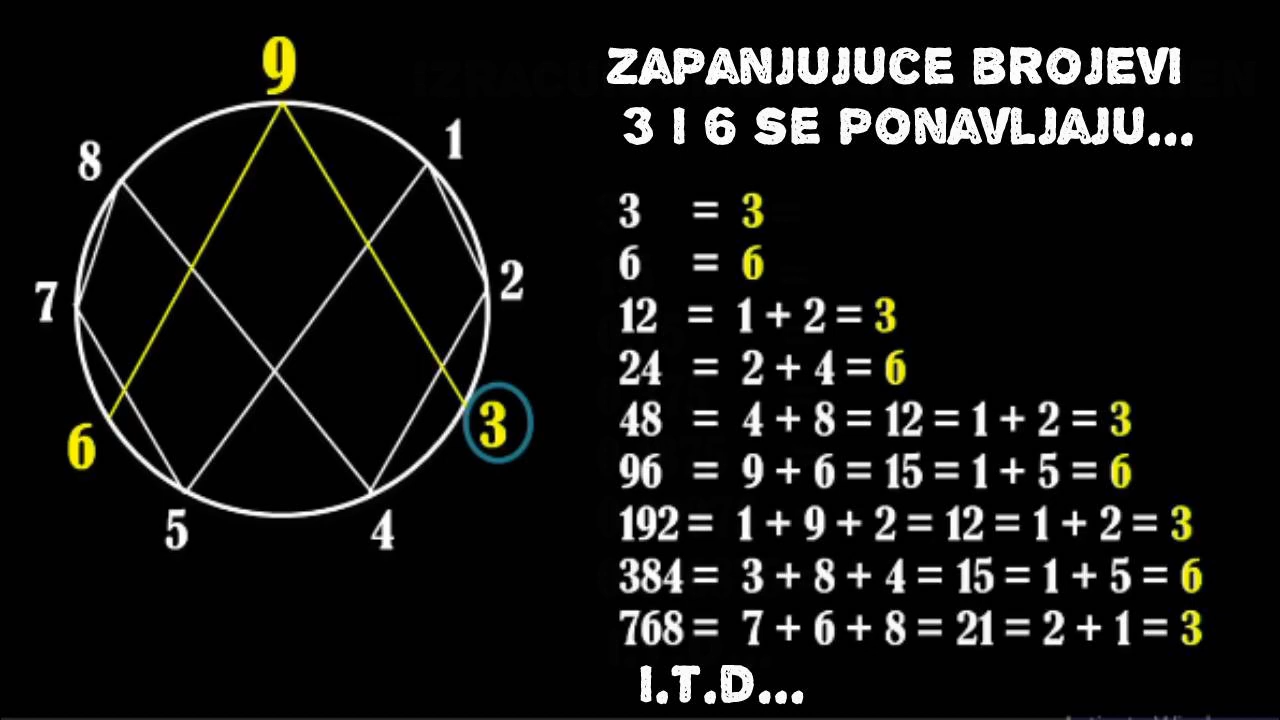 9
ZAPANJUJUCE BROJEVI
3 I 6 SE PONAVLJAJU...
8
1
7
2
6
3
5
4
3 = 3
6 = 6
12 = 1 + 2 = 3
24 = 2 + 4 = 6
48 = 4 + 8 = 12 = 1 + 2 = 3
96 = 9 + 6 = 15 = 1 + 5 = 6
192 = 1 + 9 + 2 = 12 = 1 + 2 = 3
384 = 3 + 8 + 4 = 15 = 1 + 5 = 6
768 = 7 + 6 + 8 = 21 = 2 + 1 = 3
I.T.D...